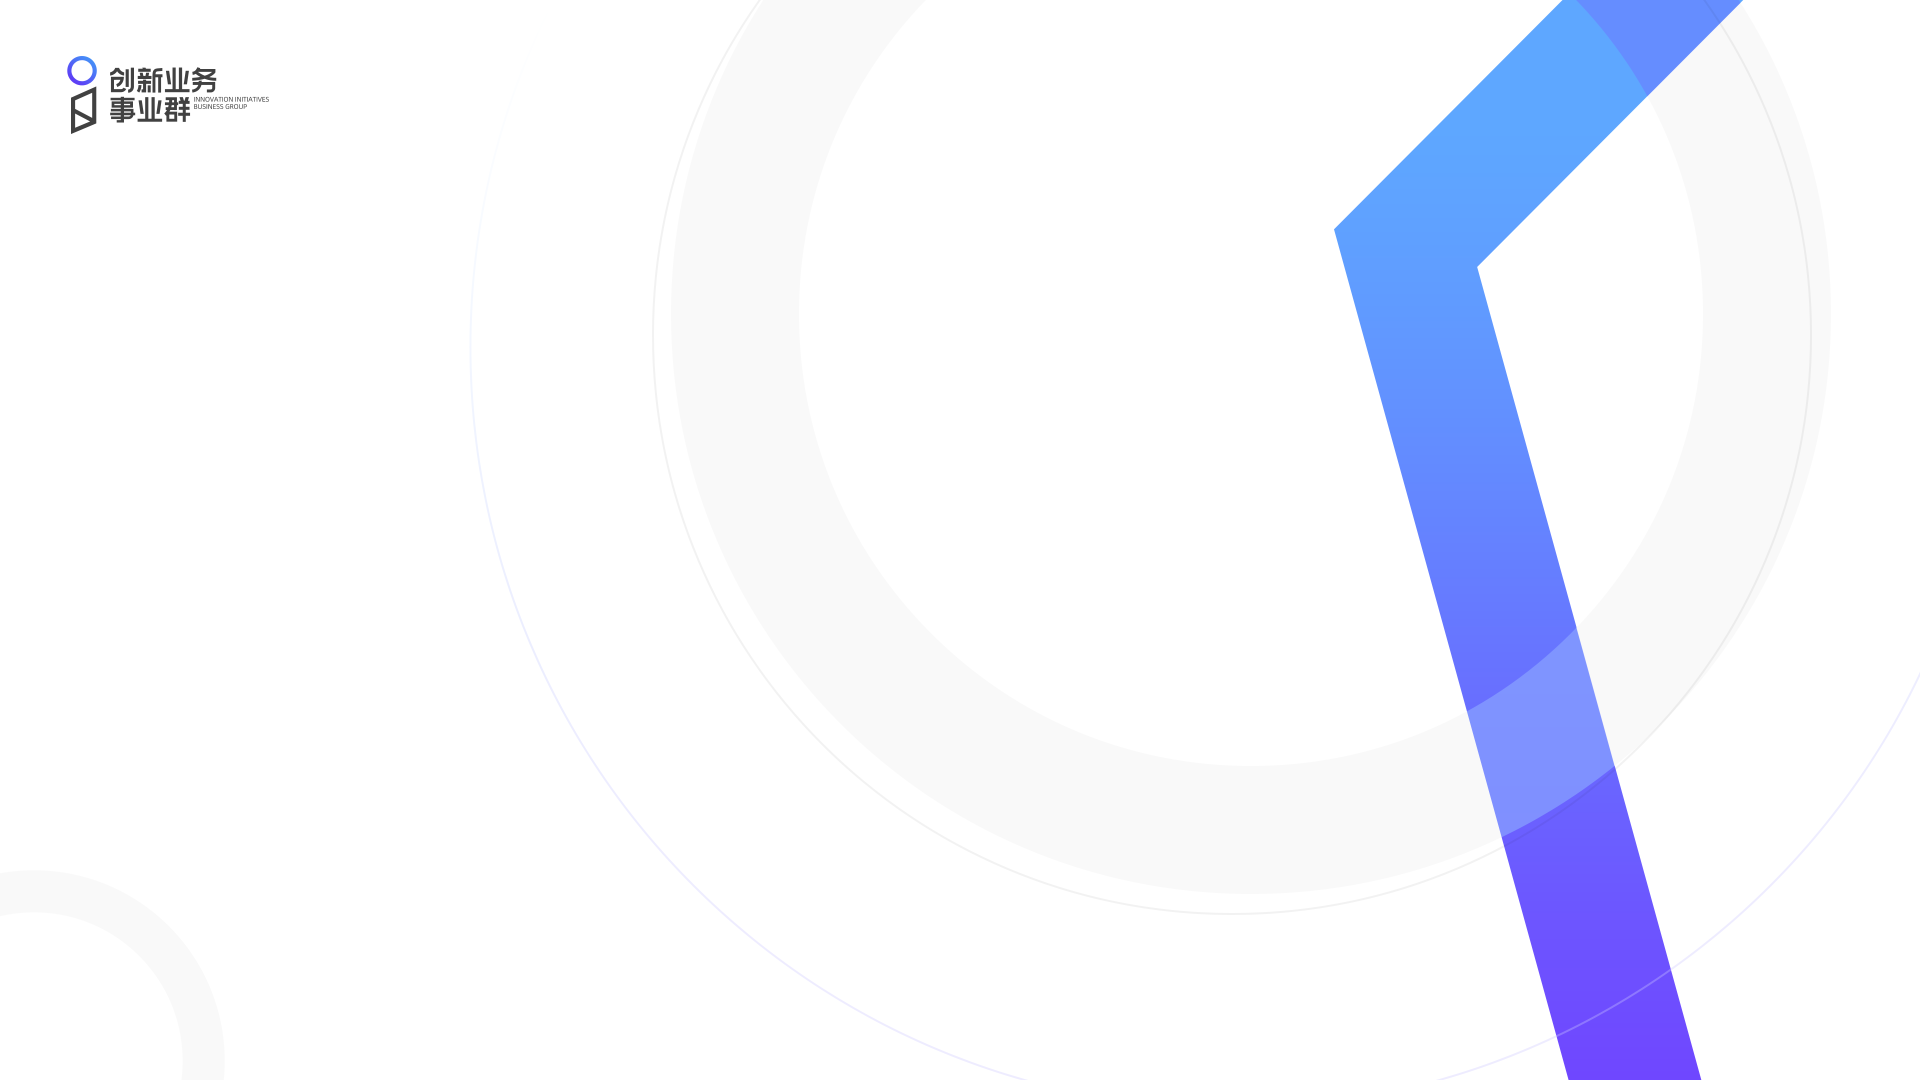 创新业务
事业群
INNOVATION INITIATIVES
BUSINESS GROUP